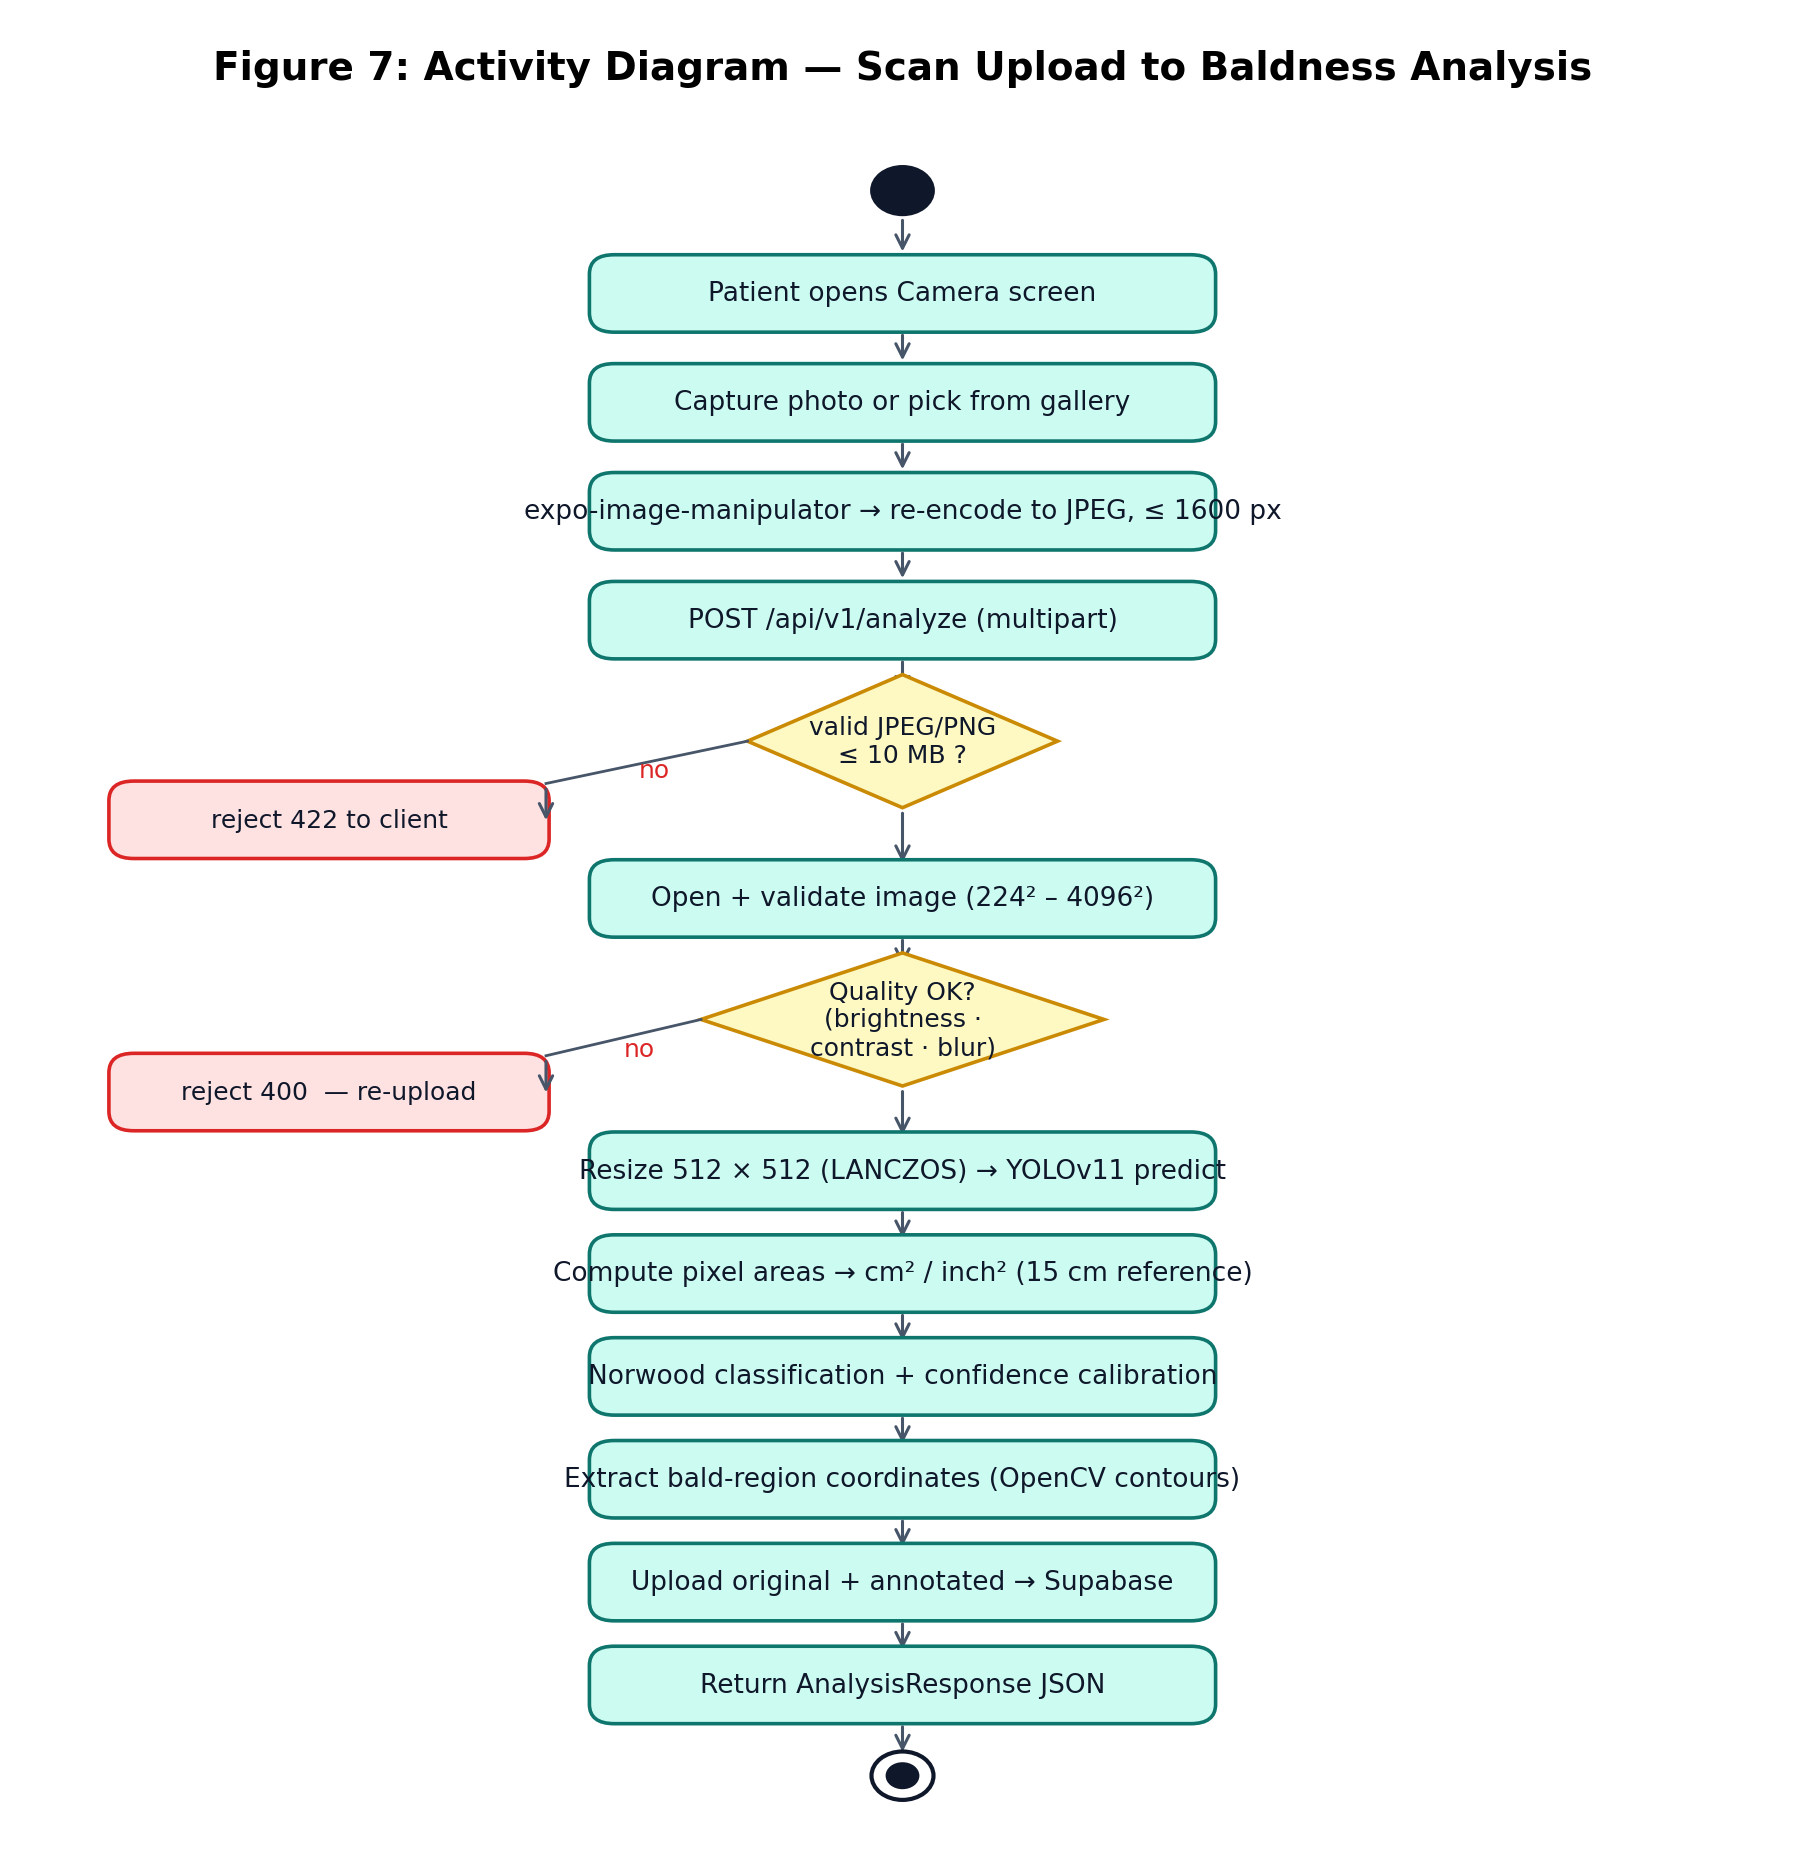 Figure 7: Activity Diagram — Scan Upload to Baldness Analysis
Patient opens Camera screen
Capture photo or pick from gallery
expo-image-manipulator → re-encode to JPEG, ≤ 1600 px
POST /api/v1/analyze (multipart)
valid JPEG/PNG
≤ 10 MB ?
no
reject 422 to client
Open + validate image (224² – 4096²)
Quality OK?
(brightness ·
contrast · blur)
no
reject 400  — re-upload
Resize 512 × 512 (LANCZOS) → YOLOv11 predict
Compute pixel areas → cm² / inch² (15 cm reference)
Norwood classification + confidence calibration
Extract bald-region coordinates (OpenCV contours)
Upload original + annotated → Supabase
Return AnalysisResponse JSON